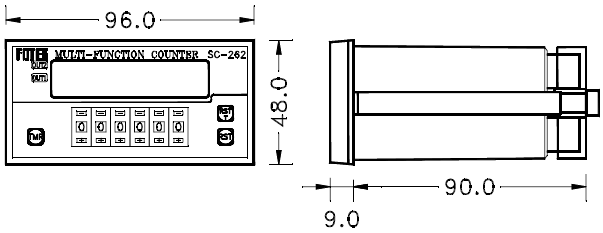 96.0
FOTEK MULTI-FUNCTION COUNTER SC-262
OUT2
OUT1
48.0
RST
T
0 0 0 0 0 0
TMR
RST
90.0
9.0